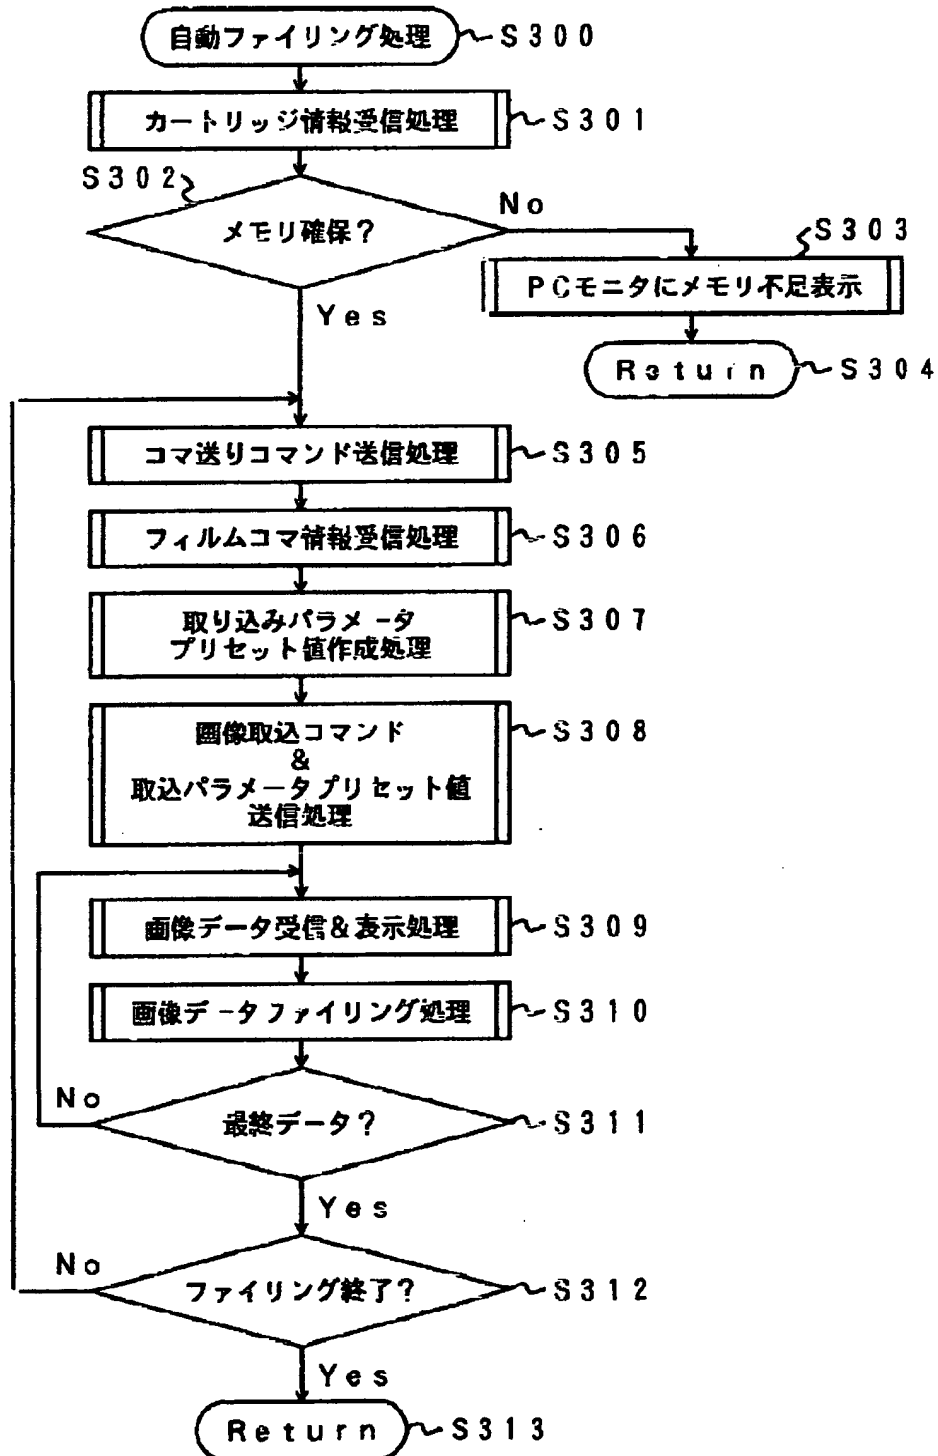 自動ファイリング処理 S300
カートリッジ情報受信処理 S301
S302
メモリ確保?
No
S303
PCモニタにメモリ不足表示
Yes
Return S304
コマ送りコマンド送信処理 S305
フィルムコマ情報受信処理 S306
取り込みパラメータ S307
プリセット値作成処理
画像取込コマンド S308
&
取込パラメータプリセット値
送信処理
画像データ受信&表示処理 S309
画像データファイリング処理 S310
No
最終データ? S311
Yes
No
ファイリング終了? S312
Yes
Return S313